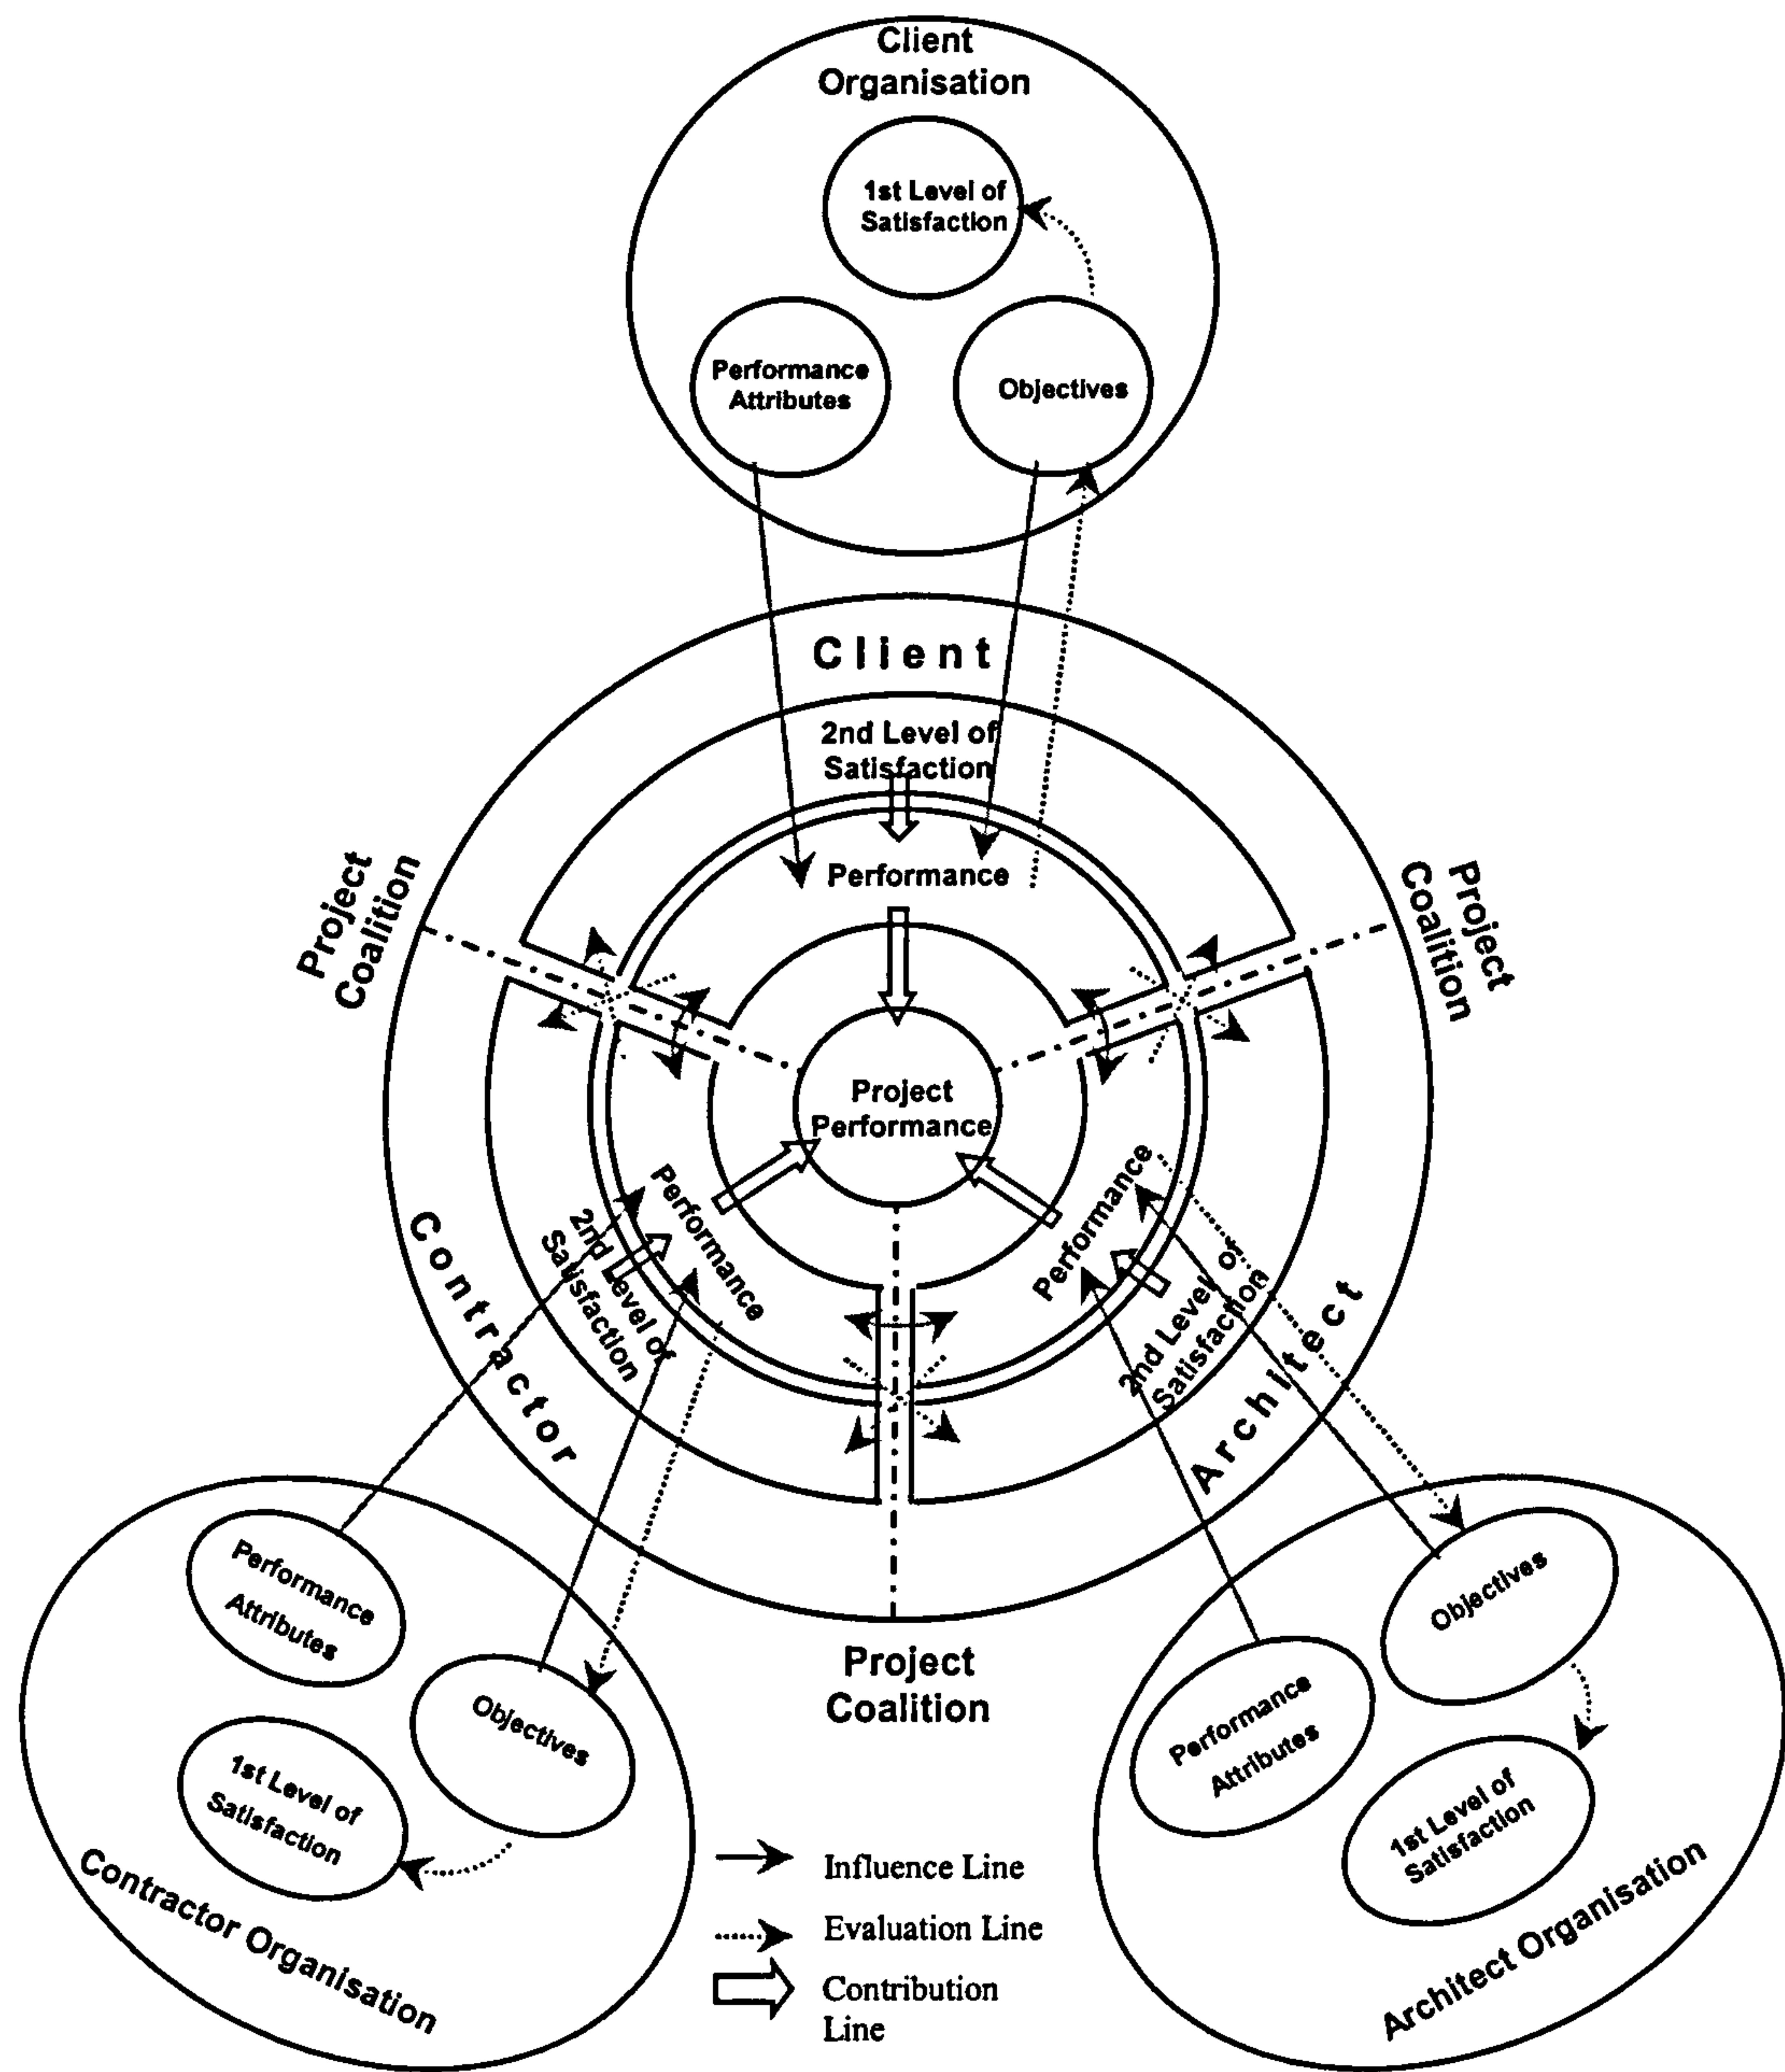 Client
Organisation
1st Level of
Satisfaction
Performance
Attributes
Objectives
Client
2nd Level of
Satisfaction
Performance
Project
Coalition
Project
Coalition
Project
Performance
Performance
2nd Level of
Satisfaction
Contractor
Performance
2nd Level of
Satisfaction
Architect
Project
Coalition
Performance
Attributes
Objectives
1st Level of
Satisfaction
Contractor Organisation
Objectives
Performance
Attributes
1st Level of
Satisfaction
Architect Organisation
Influence Line
Evaluation Line
Contribution
Line